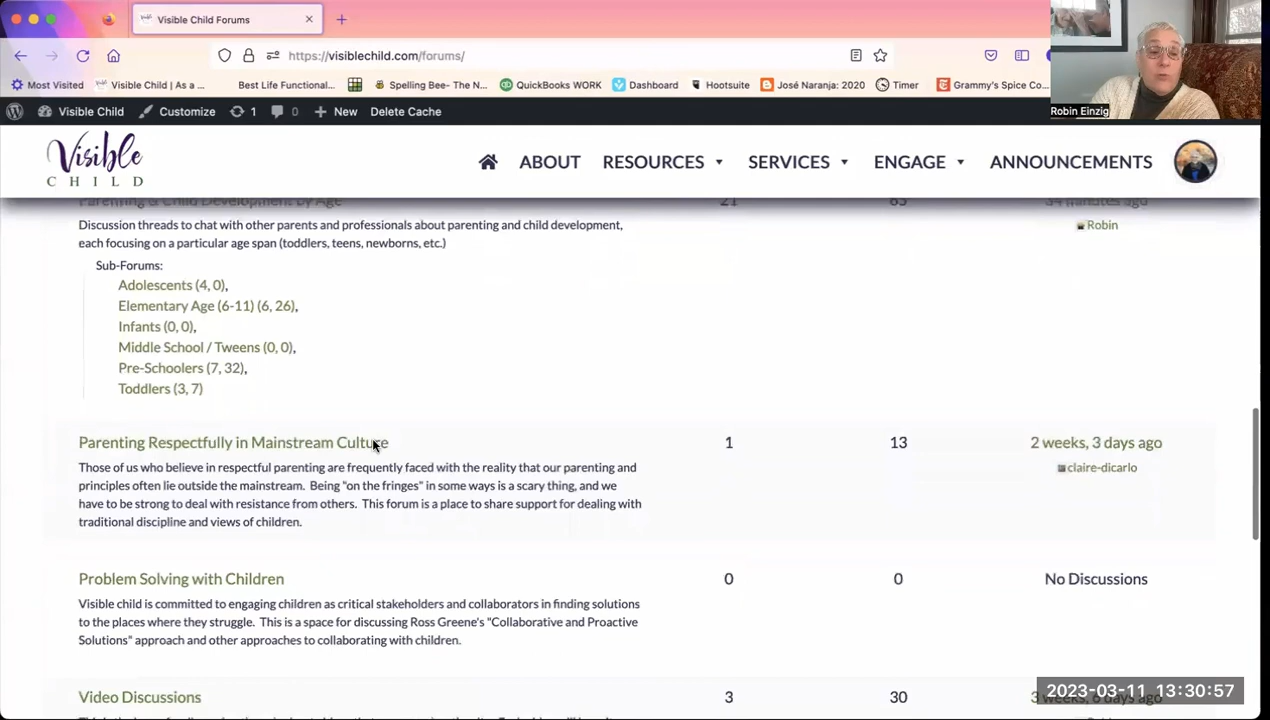 Visible Child Forums
https://visiblechild.com/forums/
Most Visited
Visible Child | As a ...
Best Life Functional...
Spelling Bee- The N...
QuickBooks WORK
Dashboard
Hootsuite
José Naranja: 2020
Timer
Grammy's Spice Co...
Robin Einzig
Visible Child
Customize
1
0
New
Delete Cache
Visible
CHILD
ABOUT
RESOURCES
SERVICES
ENGAGE
ANNOUNCEMENTS
Parenting & Child Development by Age 21 83 34 minutes ago
Discussion threads to chat with other parents and professionals about parenting and child development,
Robin
each focusing on a particular age span (toddlers, teens, newborns, etc.)
Sub-Forums:
Adolescents (4, 0),
Elementary Age (6-11) (6, 26),
Infants (0, 0),
Middle School / Tweens (0, 0),
Pre-Schoolers (7, 32),
Toddlers (3, 7)
Parenting Respectfully in Mainstream Culture 1 13 2 weeks, 3 days ago
Those of us who believe in respectful parenting are frequently faced with the reality that our parenting and
claire-dicarlo
principles often lie outside the mainstream. Being "on the fringes" in some ways is a scary thing, and we
have to be strong to deal with resistance from others. This forum is a place to share support for dealing with
traditional discipline and views of children.
Problem Solving with Children 0 0 No Discussions
Visible child is committed to engaging children as critical stakeholders and collaborators in finding solutions
to the places where they struggle. This is a space for discussing Ross Greene's "Collaborative and Proactive
Solutions" approach and other approaches to collaborating with children.
Video Discussions 3 30
2023-03-11 13:30:57